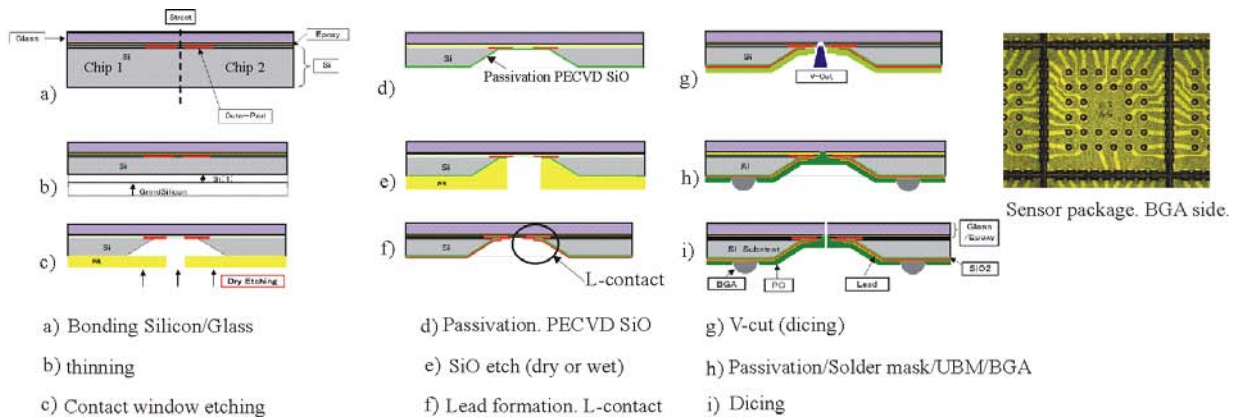 Street
Glass
Epoxy
Si
Chip 1
Chip 2
Si
Outer-Pad
a)
Si
b)
Grind Silicon
Si
c)
PR
Dry Etching
Si
Passivation PECVD SiO
d)
Si
e)
PR
Si
f)
L-contact
Si
g)
V-Cut
Si
h)
Si Substrat
i)
Glass
/Epoxy
BGA
PO
Lead
SiO2
Sensor package. BGA side.
a) Bonding Silicon/Glass
b) thinning
c) Contact window etching
d) Passivation. PECVD SiO
e) SiO etch (dry or wet)
f) Lead formation. L-contact
g) V-cut (dicing)
h) Passivation/Solder mask/UBM/BGA
i) Dicing